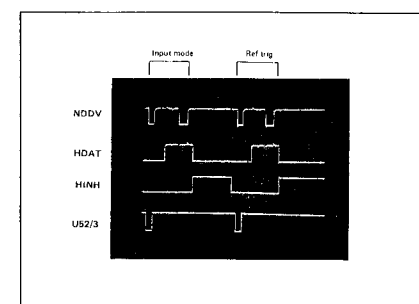 Input mode Ref trig
NDDV
HDAT
HINH
U52/3